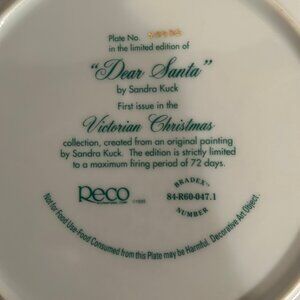 Plate No.
in the limited edition of
"Dear Santa"
by Sandra Kuck
First issue in the
Victorian Christmas
collection, created from an original painting
by Sandra Kuck. The edition is strictly limited
to a maximum firing period of 72 days.
Reco
BRADEX™
84-R60-047.1
NUMBER
Not for Food Use-Food Consumed from this Plate may be Harmful. Decorative Art Object.